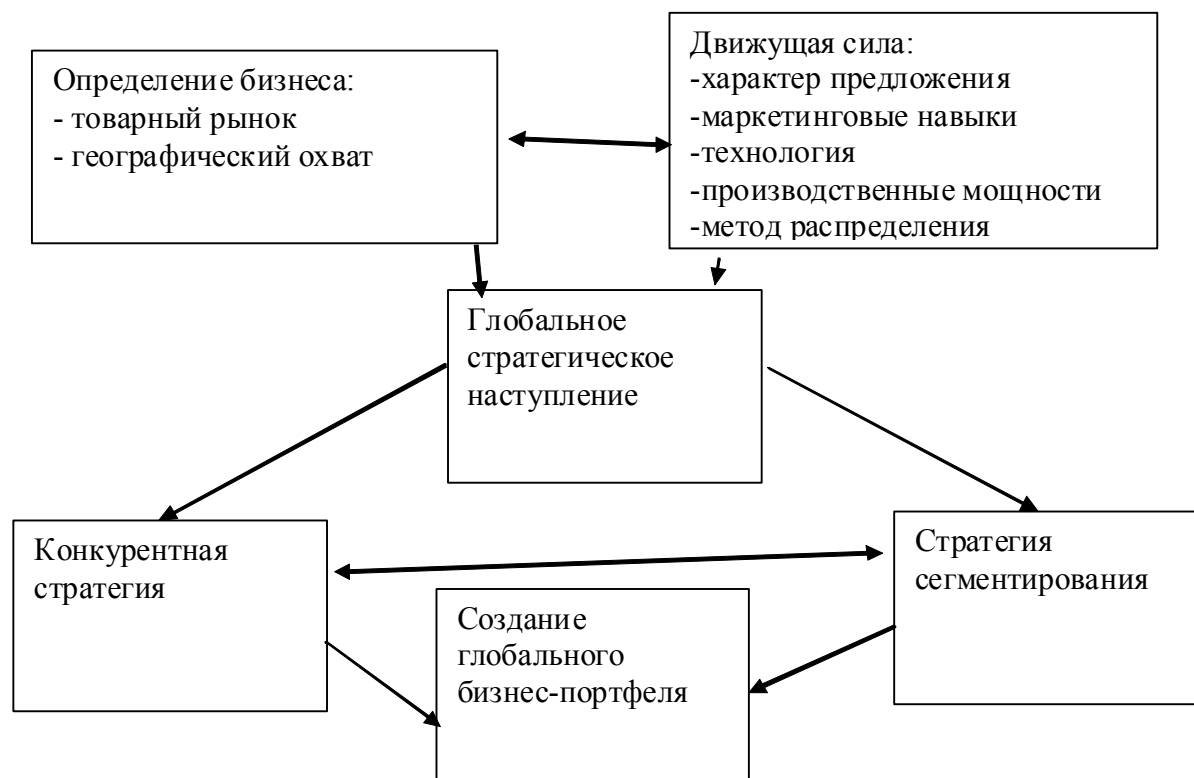 Определение бизнеса:
- товарный рынок
- географический охват
Движущая сила:
-характер предложения
-маркетинговые навыки
-технология
-производственные мощности
-метод распределения
Глобальное
стратегическое
наступление
Конкурентная
стратегия
Стратегия
сегментирования
Создание
глобального
бизнес-портфеля